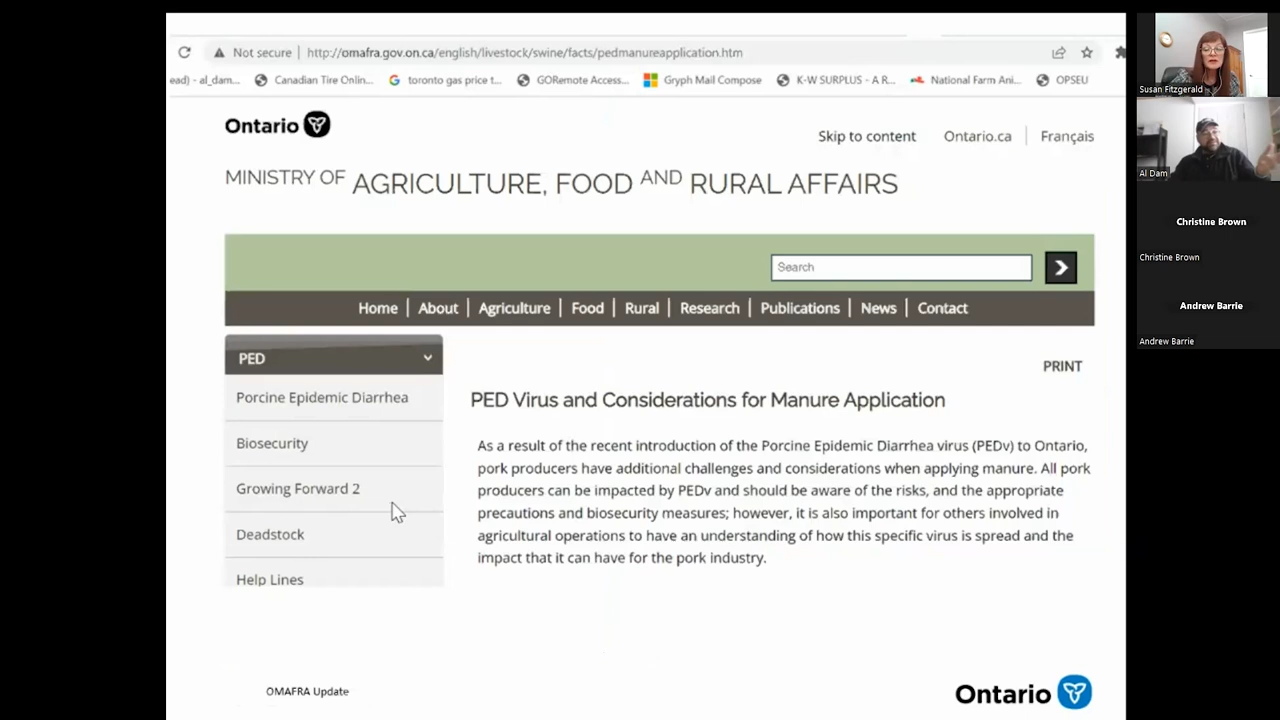 Not secure | http://omafra.gov.on.ca/english/livestock/swine/facts/pedmanureapplication.htm
ead) - al_dam... Canadian Tire Onlin... toronto gas price t... GORemote Access... Gryph Mail Compose K-W SURPLUS - A R... National Farm Ani... OPSEU
Ontario
Skip to content Ontario.ca Français
MINISTRY OF AGRICULTURE, FOOD AND RURAL AFFAIRS
Search
Home About Agriculture Food Rural Research Publications News Contact
PED
Porcine Epidemic Diarrhea
Biosecurity
Growing Forward 2
Deadstock
Help Lines
PRINT
PED Virus and Considerations for Manure Application
As a result of the recent introduction of the Porcine Epidemic Diarrhea virus (PEDv) to Ontario,
pork producers have additional challenges and considerations when applying manure. All pork
producers can be impacted by PEDv and should be aware of the risks, and the appropriate
precautions and biosecurity measures; however, it is also important for others involved in
agricultural operations to have an understanding of how this specific virus is spread and the
impact that it can have for the pork industry.
OMAFRA Update
Ontario
Susan Fitzgerald
Al Dam
Christine Brown
Christine Brown
Andrew Barrie
Andrew Barrie